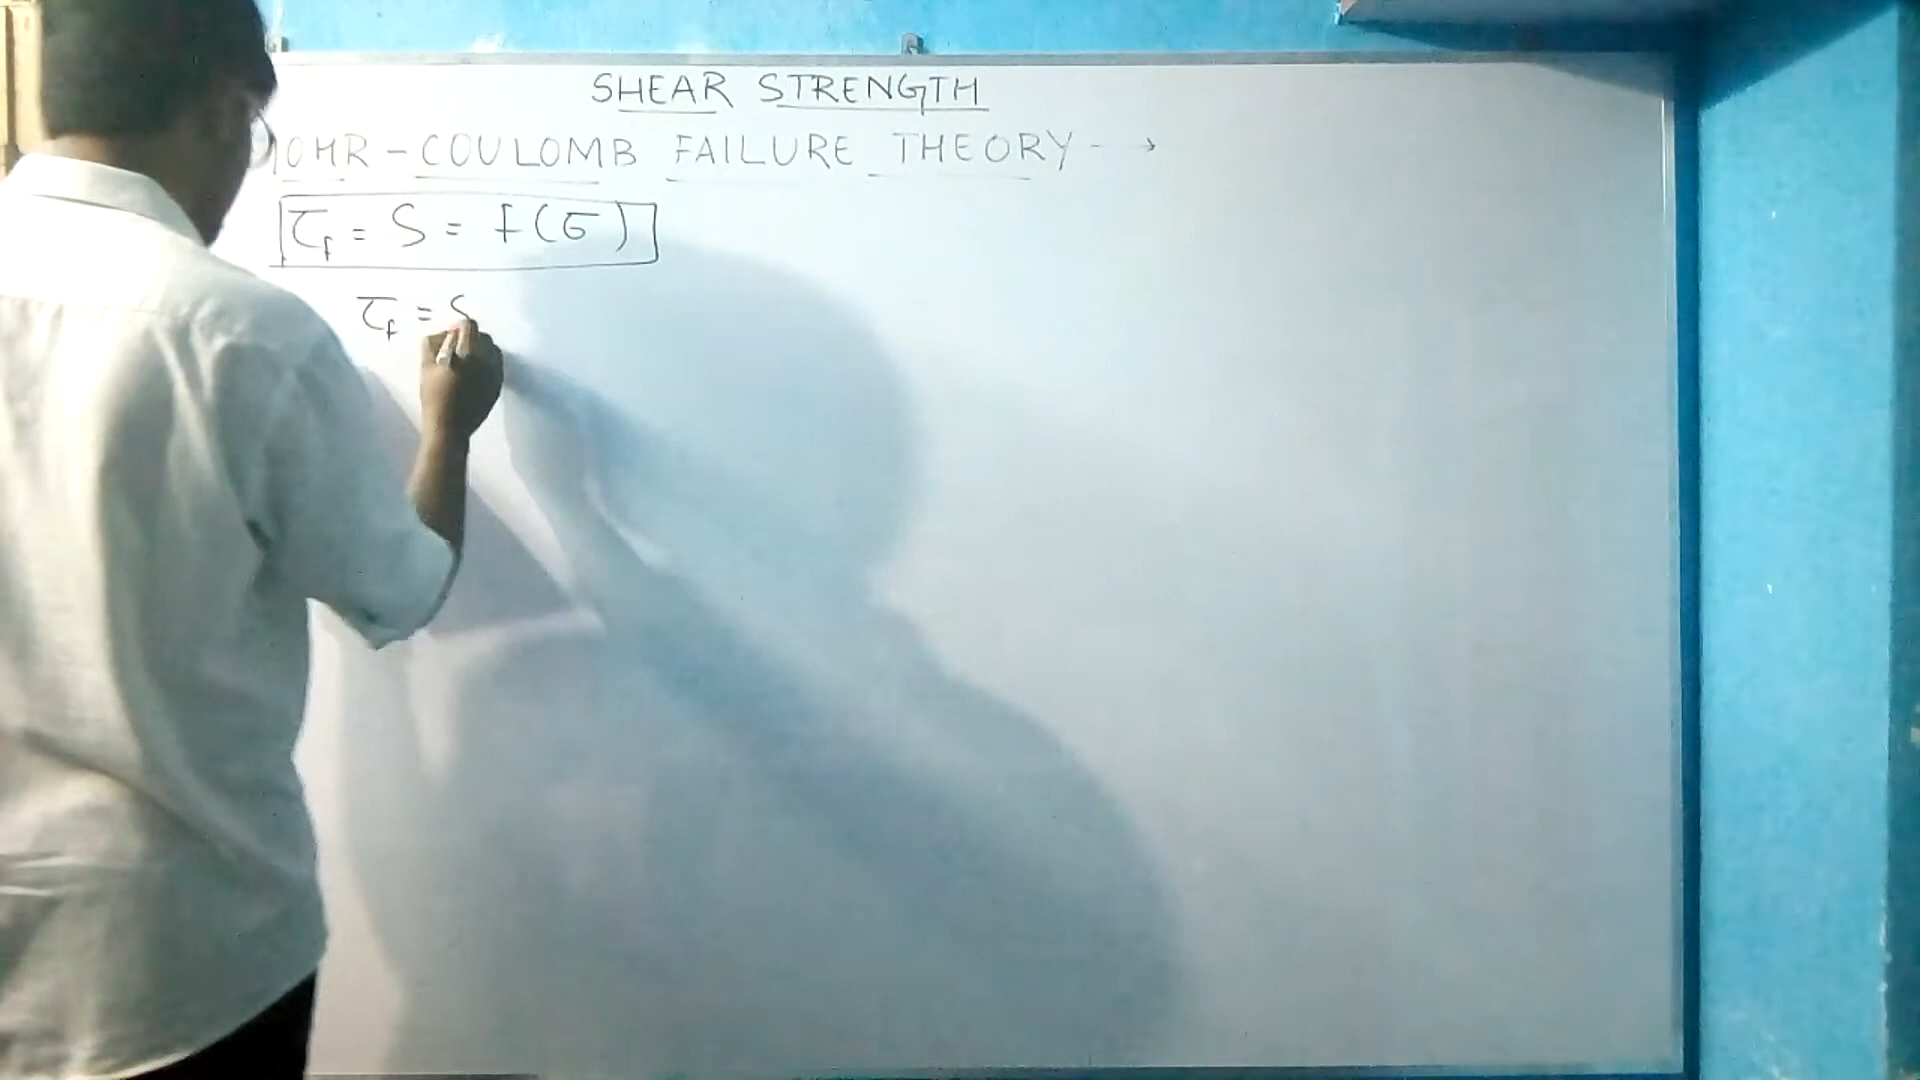 SHEAR STRENGTH
OHR - COULOMB FAILURE THEORY - →
τf = S = f(σ)
τf = S